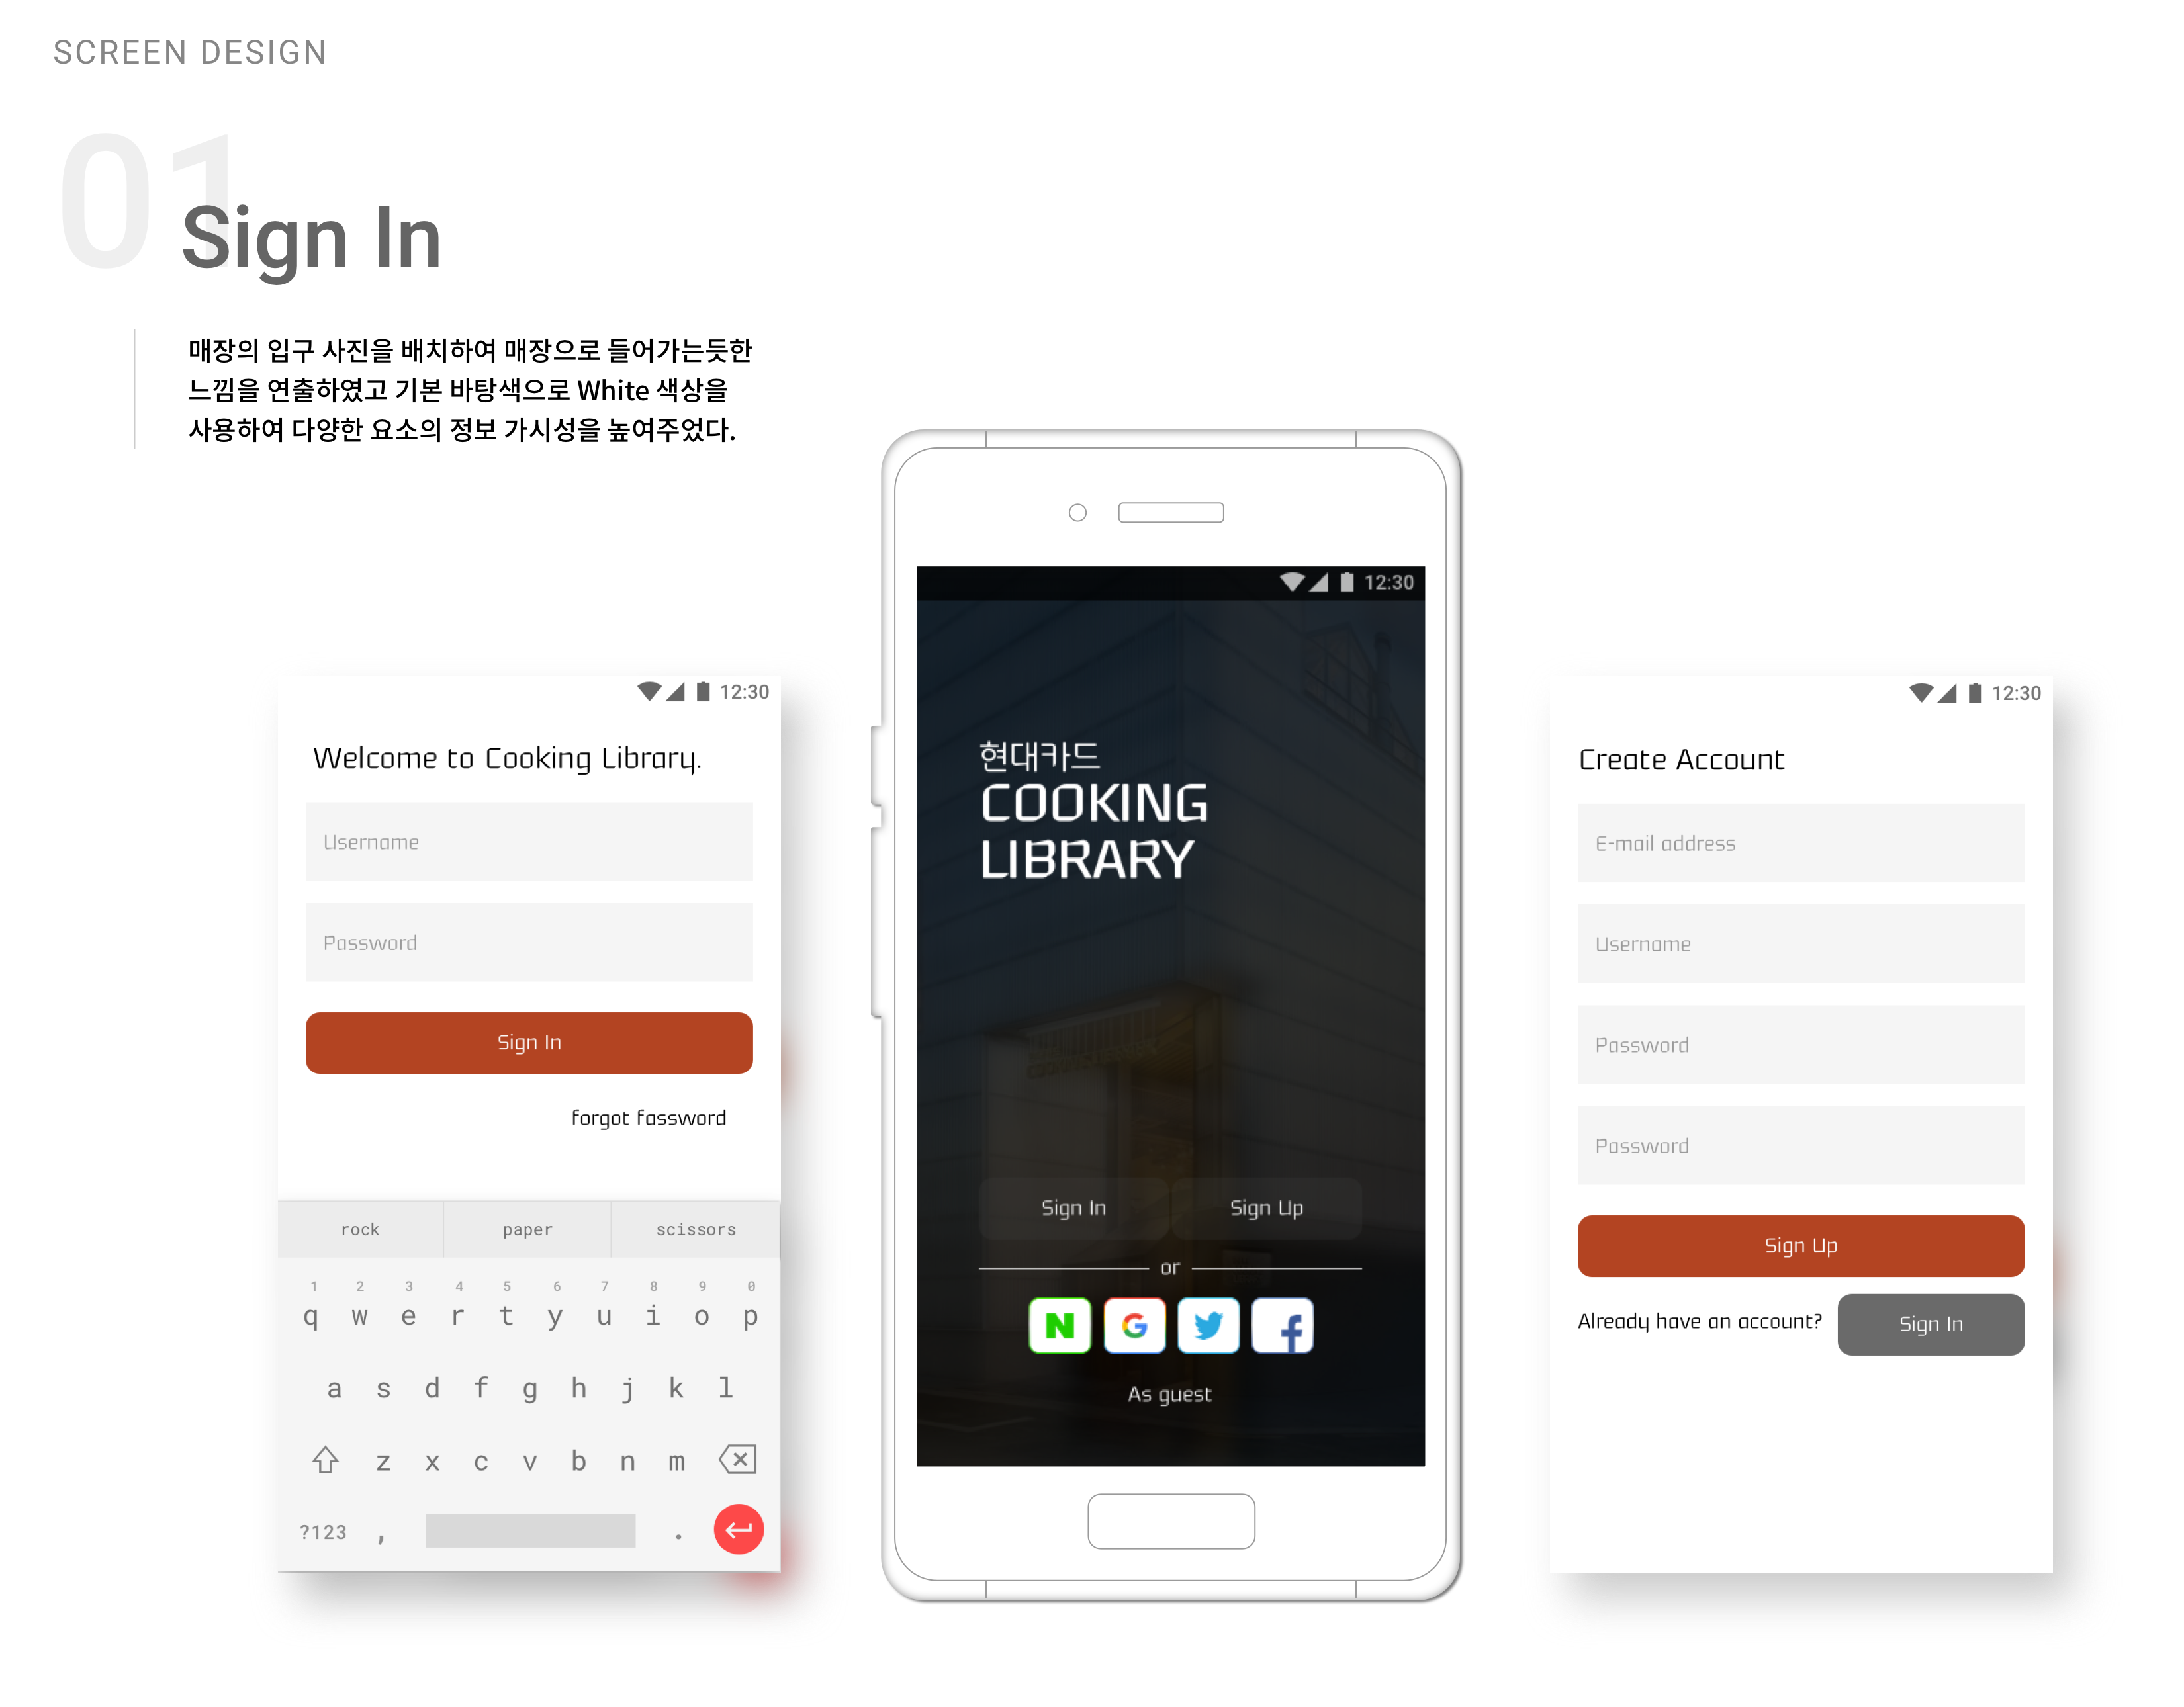 SCREEN DESIGN
01
Sign In
매장의 입구 사진을 배치하여 매장으로 들어가는듯한
느낌을 연출하였고 기본 바탕색으로 White 색상을
사용하여 다양한 요소의 정보 가시성을 높여주었다.
12:30
Welcome to Cooking Library.
Username
Password
Sign In
forgot fassword
rock paper scissors
1 2 3 4 5 6 7 8 9 0
q w e r t y u i o p
a s d f g h j k l
z x c v b n m
?123 , .
12:30
현대카드
COOKING
LIBRARY
Sign In Sign Up
or
N G f
As guest
12:30
Create Account
E-mail address
Username
Password
Password
Sign Up
Already have an account? Sign In